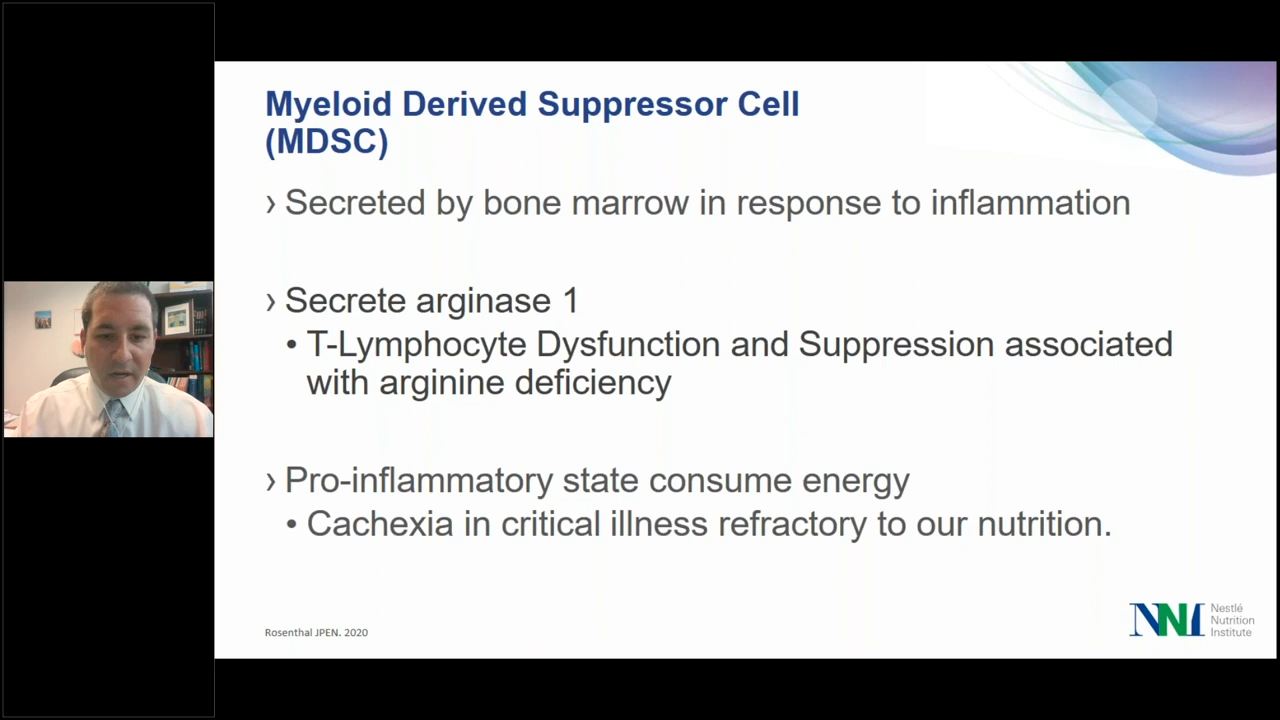 Myeloid Derived Suppressor Cell
(MDSC)
› Secreted by bone marrow in response to inflammation
› Secrete arginase 1
• T-Lymphocyte Dysfunction and Suppression associated
with arginine deficiency
› Pro-inflammatory state consume energy
• Cachexia in critical illness refractory to our nutrition.
Rosenthal JPEN. 2020
NNI
Nestlé
Nutrition
Institute